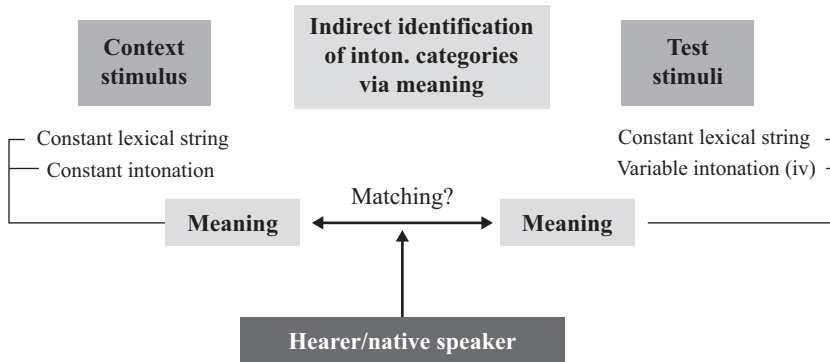 Context
stimulus
Indirect identification
of inton. categories
via meaning
Test
stimuli
Constant lexical string
Constant intonation
Constant lexical string
Variable intonation (iv)
Matching?
Meaning
Meaning
Hearer/native speaker